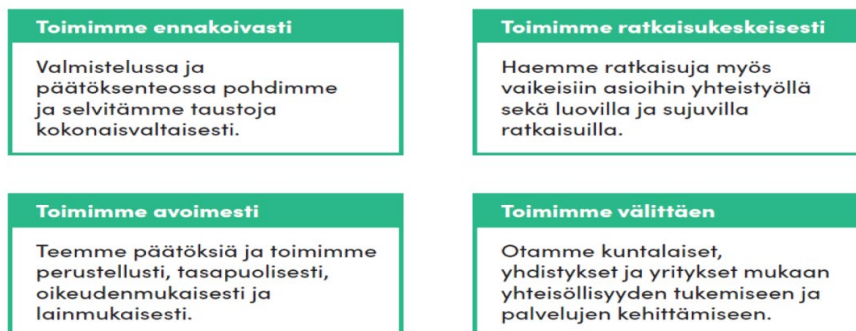 Toimimme ennakoivasti
Valmistelussa ja
päätöksenteossa pohdimme
ja selvitämme taustoja
kokonaisvaltaisesti.
Toimimme ratkaisukeskeisesti
Haemme ratkaisuja myös
vaikeisiin asioihin yhteistyöllä
sekä luovilla ja sujuvilla
ratkaisuilla.
Toimimme avoimesti
Teemme päätöksiä ja toimimme
perustellusti, tasapuolisesti,
oikeudenmukaisesti ja
lainmukaisesti.
Toimimme välittäen
Otamme kuntalaiset,
yhdistykset ja yritykset mukaan
yhteisöllisyyden tukemiseen ja
palvelujen kehittämiseen.